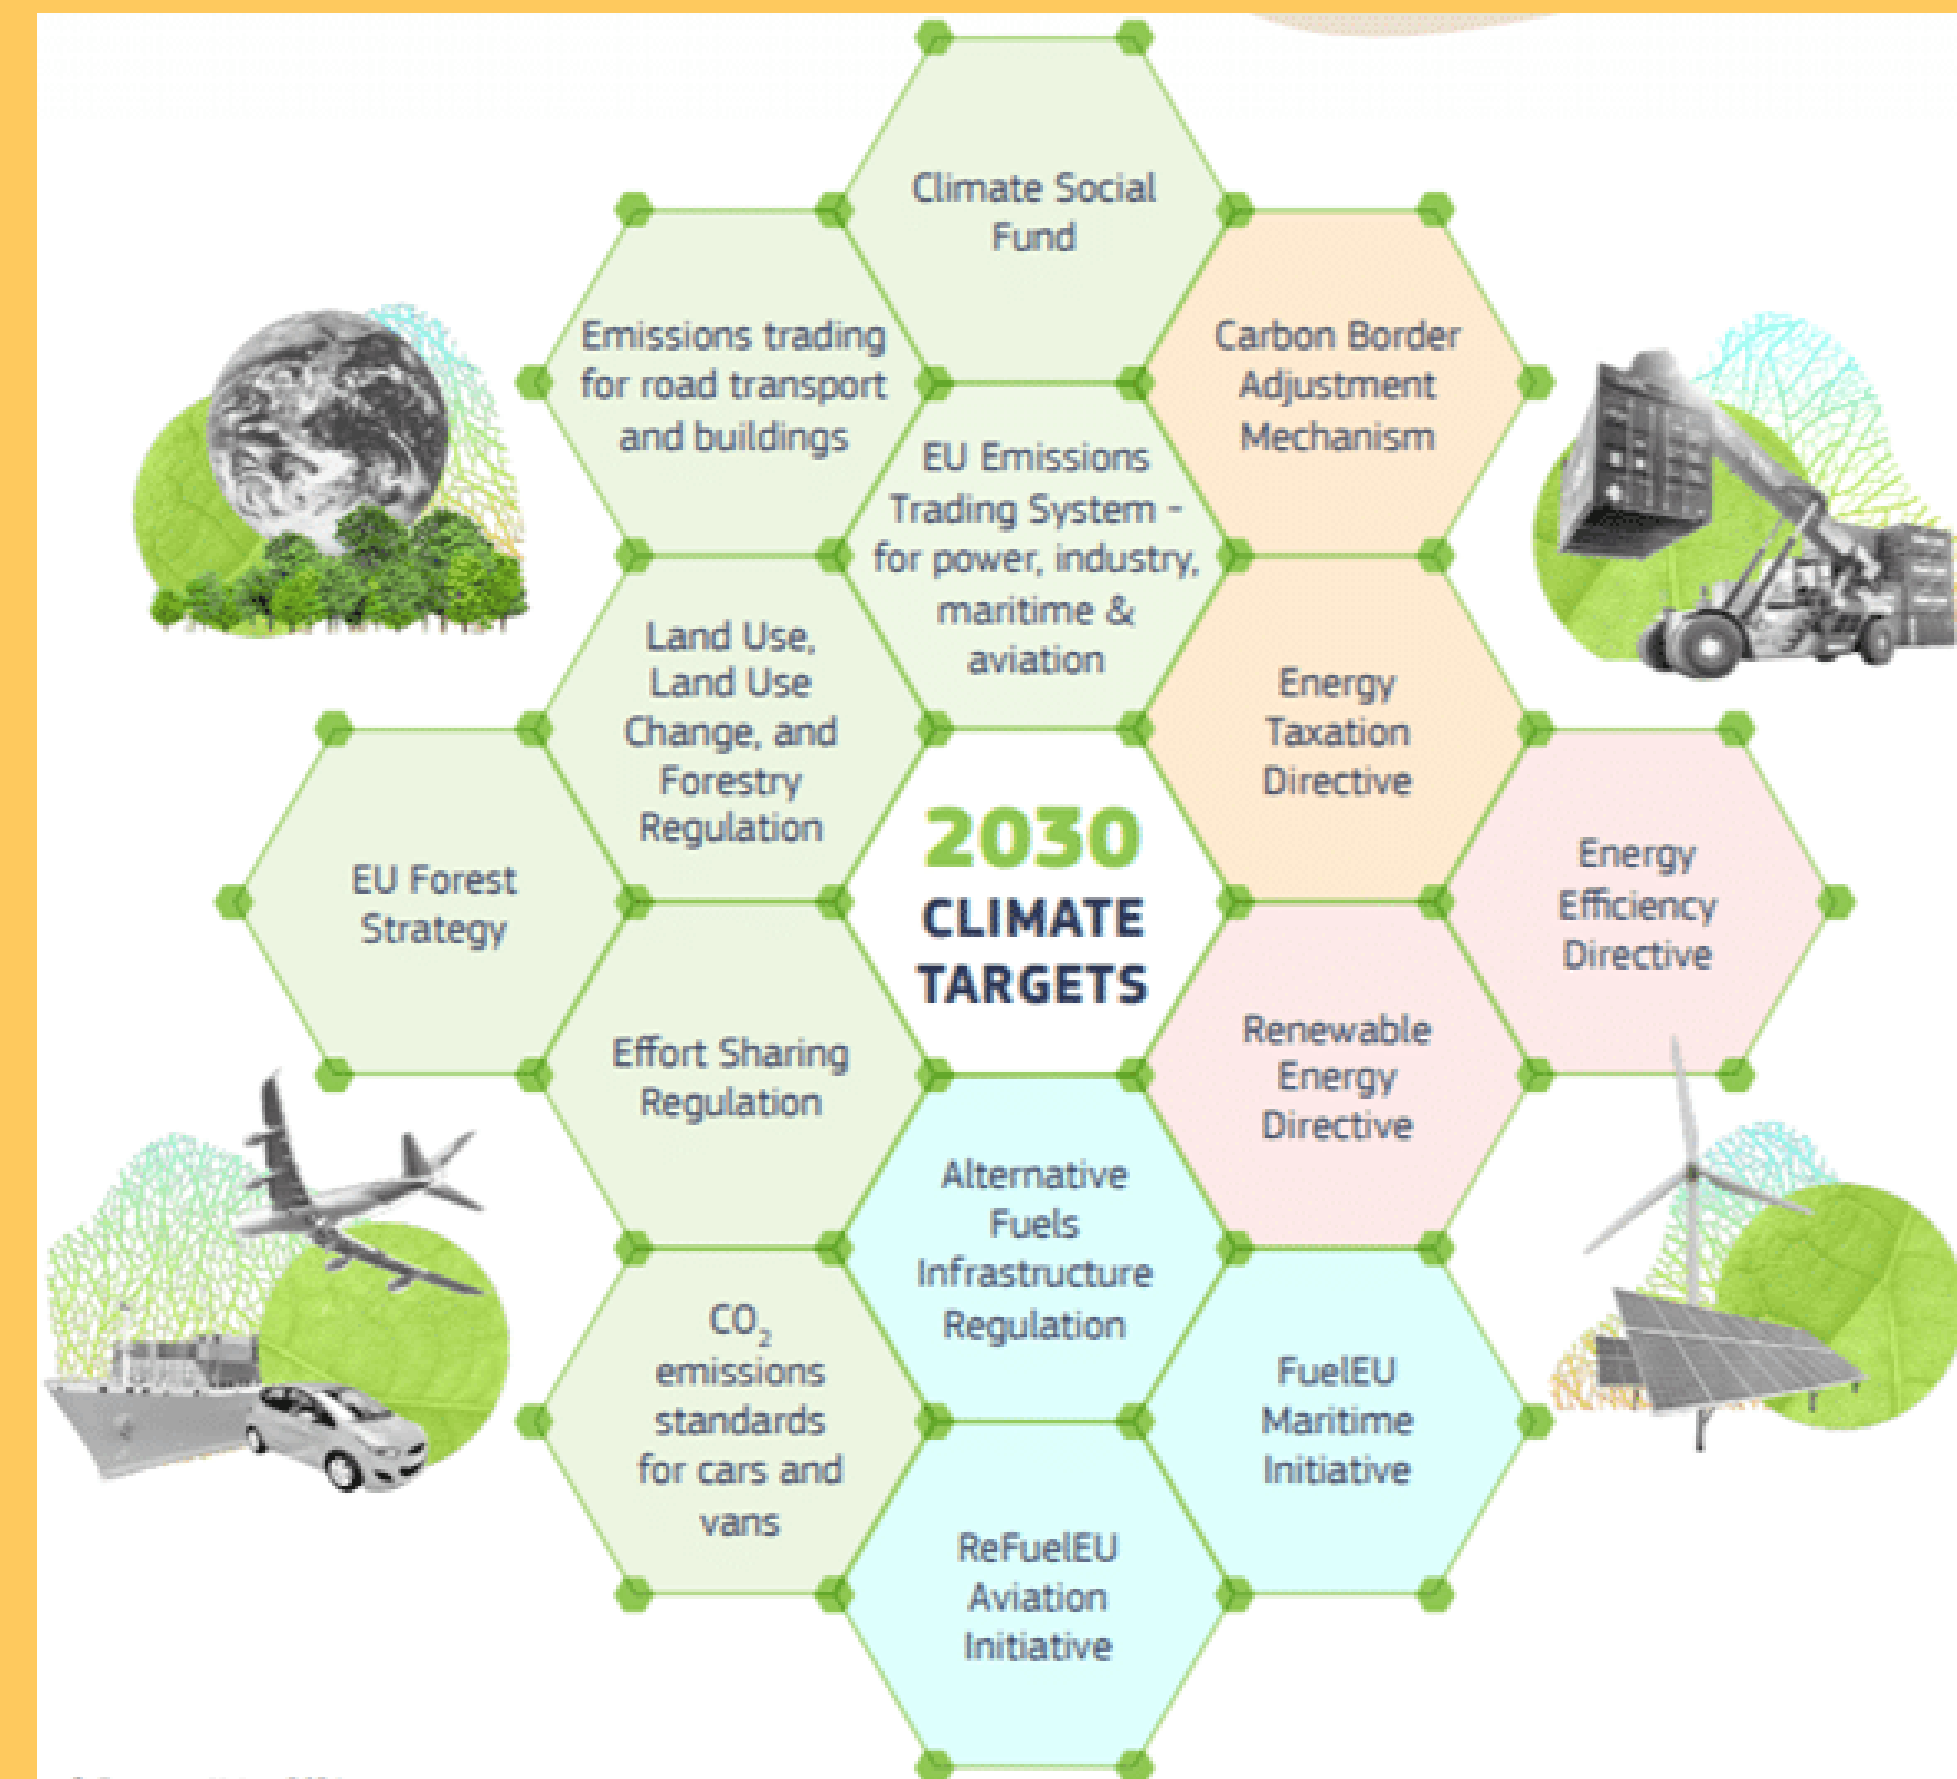 Climate Social
Fund
Emissions trading
for road transport
and buildings
Carbon Border
Adjustment
Mechanism
EU Emissions
Trading System -
for power, industry,
maritime &
aviation
Land Use,
Land Use
Change, and
Forestry
Regulation
Energy
Taxation
Directive
EU Forest
Strategy
2030
CLIMATE
TARGETS
Energy
Efficiency
Directive
Effort Sharing
Regulation
Renewable
Energy
Directive
Alternative
Fuels
Infrastructure
Regulation
CO₂
emissions
standards
for cars and
vans
FuelEU
Maritime
Initiative
ReFuelEU
Aviation
Initiative